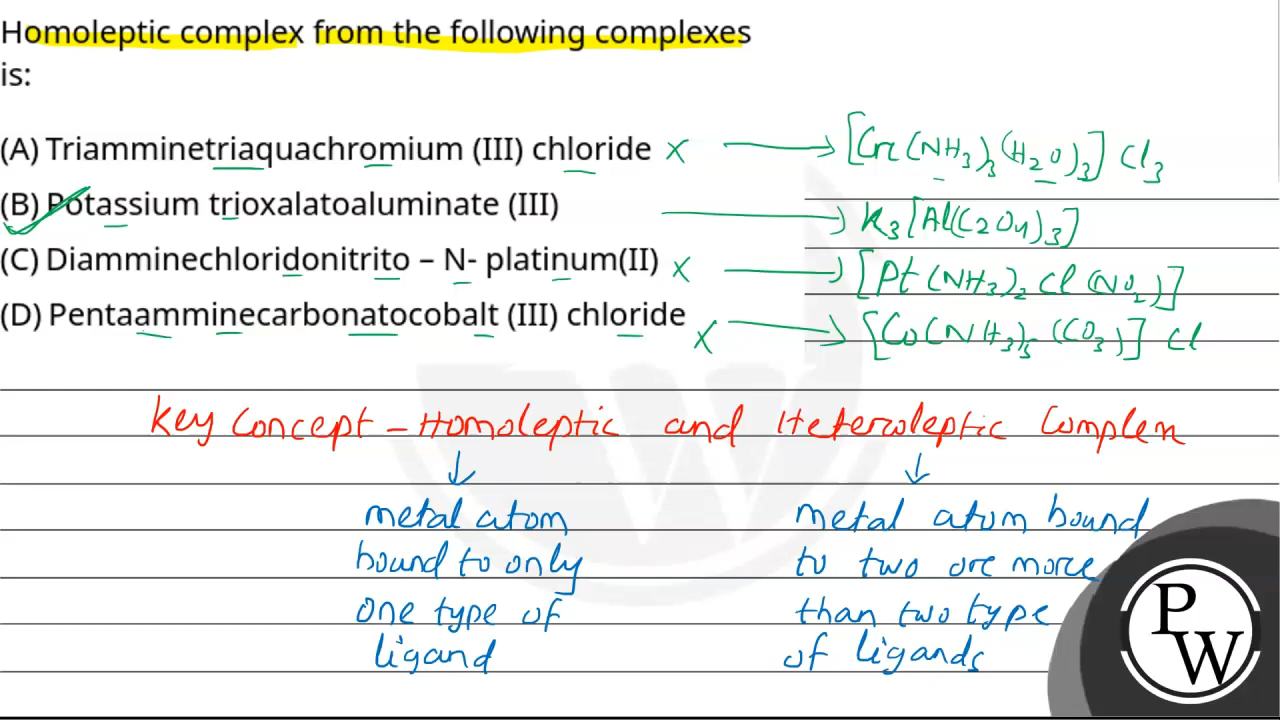 Homoleptic complex from the following complexes
is:
(A) Triamminetriaquachromium (III) chloride x → [Cr(NH3)3(H2O)3]Cl3
(B) Potassium trioxalatoaluminate (III) → K3[Al(C2O4)3]
(C) Diamminechloridonitrito – N- platinum(II) x → [Pt(NH3)2Cl(NO2)]
(D) Pentaamminecarbonatocobalt (III) chloride x → [Co(NH3)5(CO3)]Cl
Key Concept - Homoleptic and Heteroleptic Complex
↓ ↓
metal atom
bound to only
one type of
ligand
metal atom bound
to two or more
than two type
of ligands
P
W